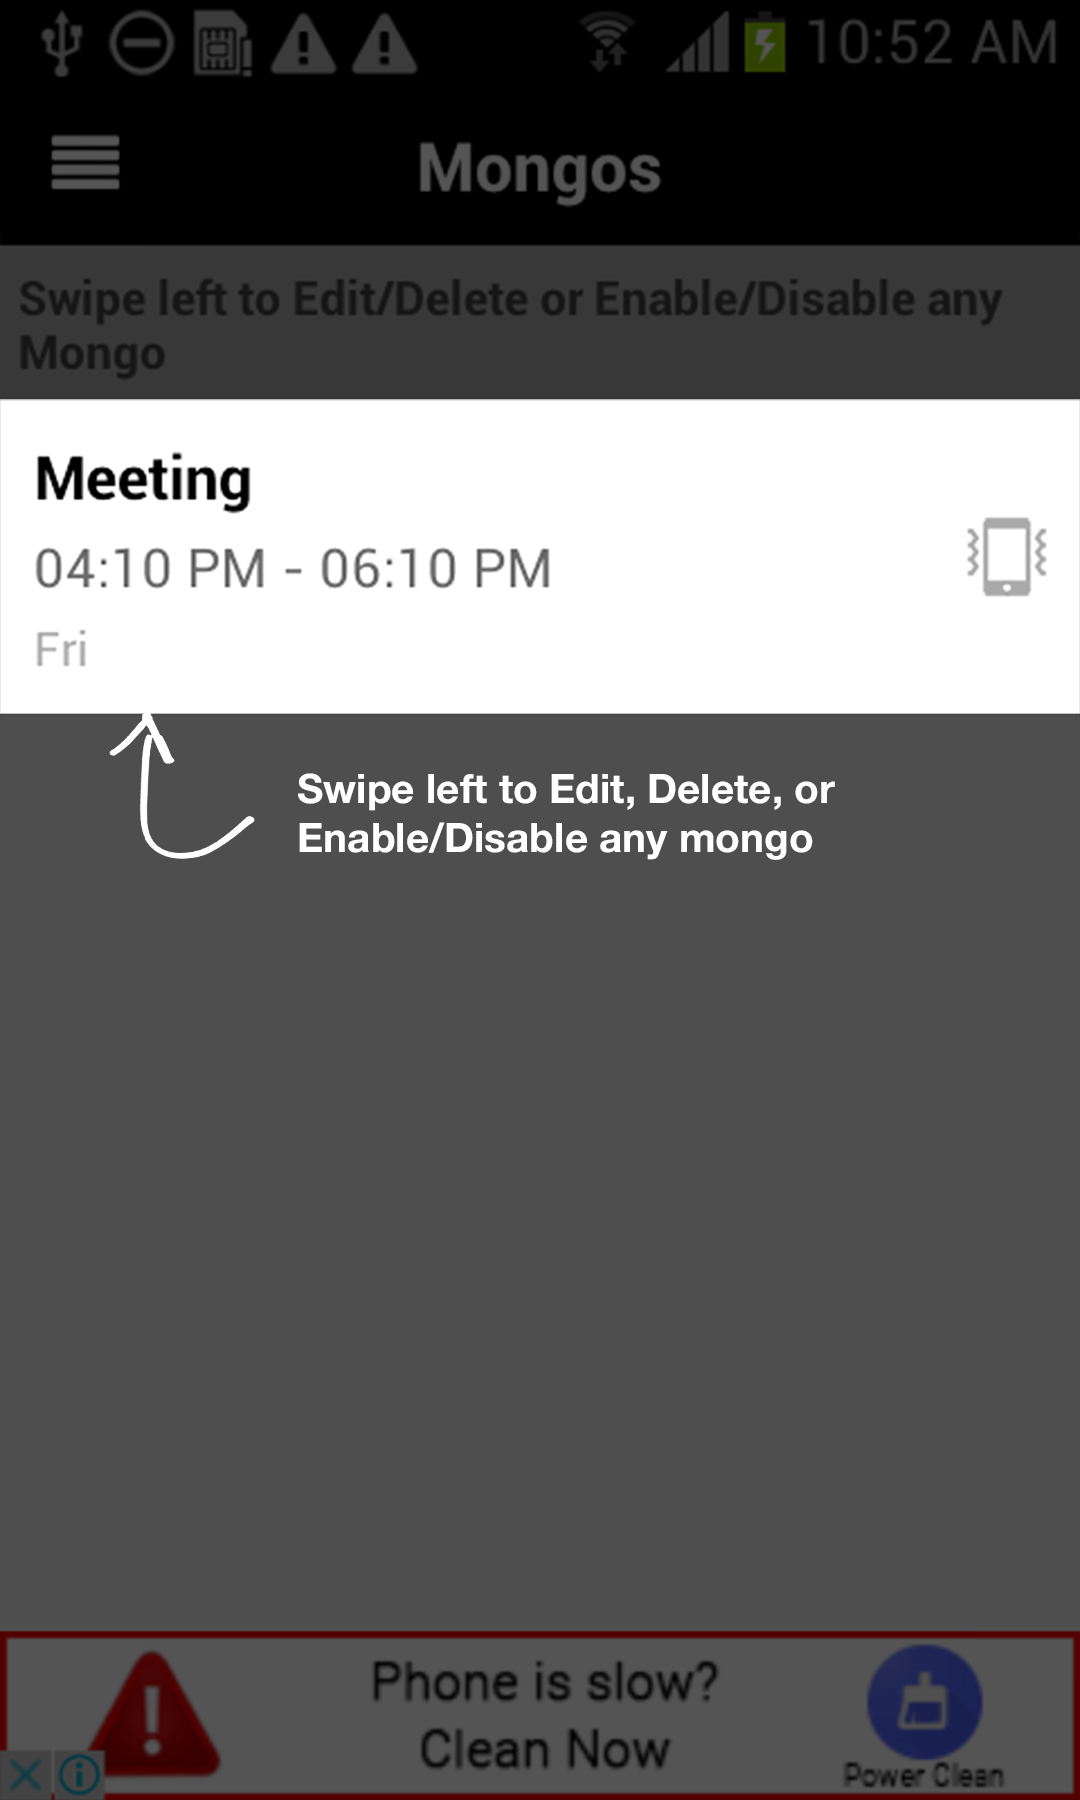 10:52 AM
Mongos
Swipe left to Edit/Delete or Enable/Disable any
Mongo
Meeting
04:10 PM - 06:10 PM
Fri
Swipe left to Edit, Delete, or
Enable/Disable any mongo
Phone is slow?
Clean Now
Power Clean